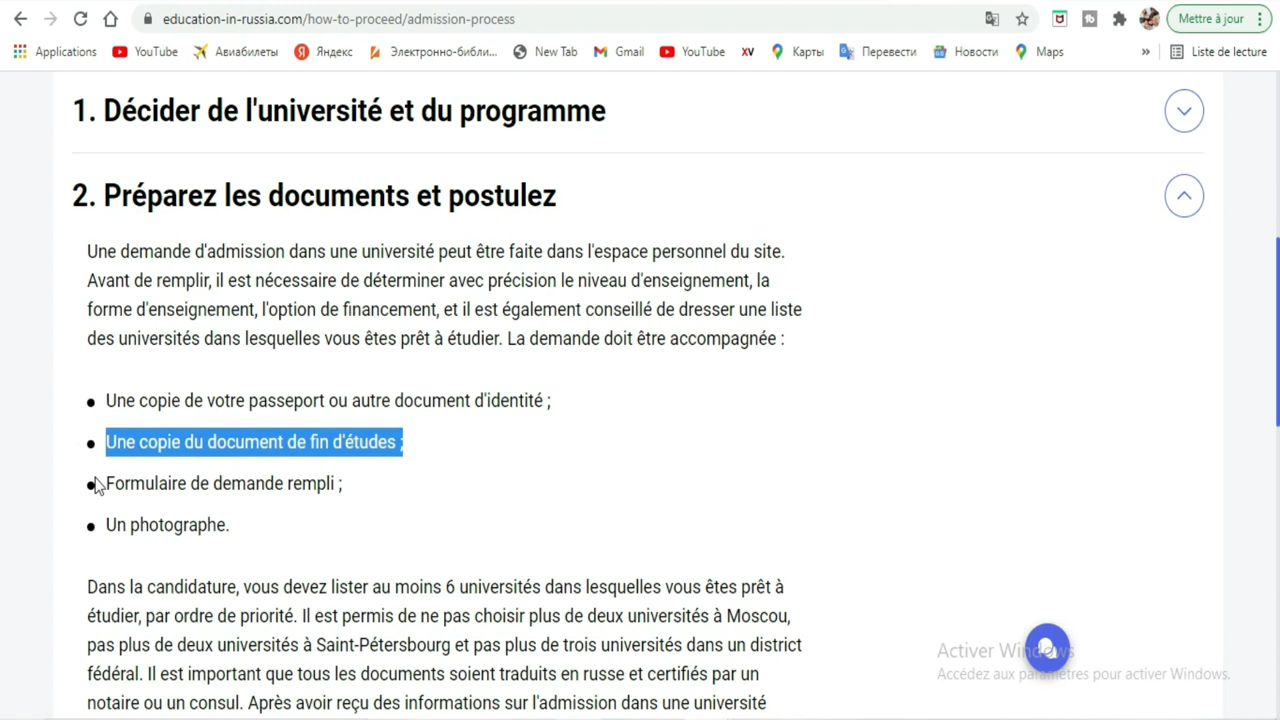 education-in-russia.com/how-to-proceed/admission-process
Mettre à jour
Applications YouTube Авиабилеты Яндекс Электронно-библи... New Tab Gmail YouTube XV Карты Перевести Новости Maps » Liste de lecture
1. Décider de l'université et du programme
2. Préparez les documents et postulez
Une demande d'admission dans une université peut être faite dans l'espace personnel du site.
Avant de remplir, il est nécessaire de déterminer avec précision le niveau d'enseignement, la
forme d'enseignement, l'option de financement, et il est également conseillé de dresser une liste
des universités dans lesquelles vous êtes prêt à étudier. La demande doit être accompagnée :
Une copie de votre passeport ou autre document d'identité ;
Une copie du document de fin d'études ;
Formulaire de demande rempli ;
Un photographe.
Dans la candidature, vous devez lister au moins 6 universités dans lesquelles vous êtes prêt à
étudier, par ordre de priorité. Il est permis de ne pas choisir plus de deux universités à Moscou,
pas plus de deux universités à Saint-Pétersbourg et pas plus de trois universités dans un district
fédéral. Il est important que tous les documents soient traduits en russe et certifiés par un
notaire ou un consul. Après avoir reçu des informations sur l'admission dans une université
Activer Windows
Accédez aux paramètres pour activer Windows.